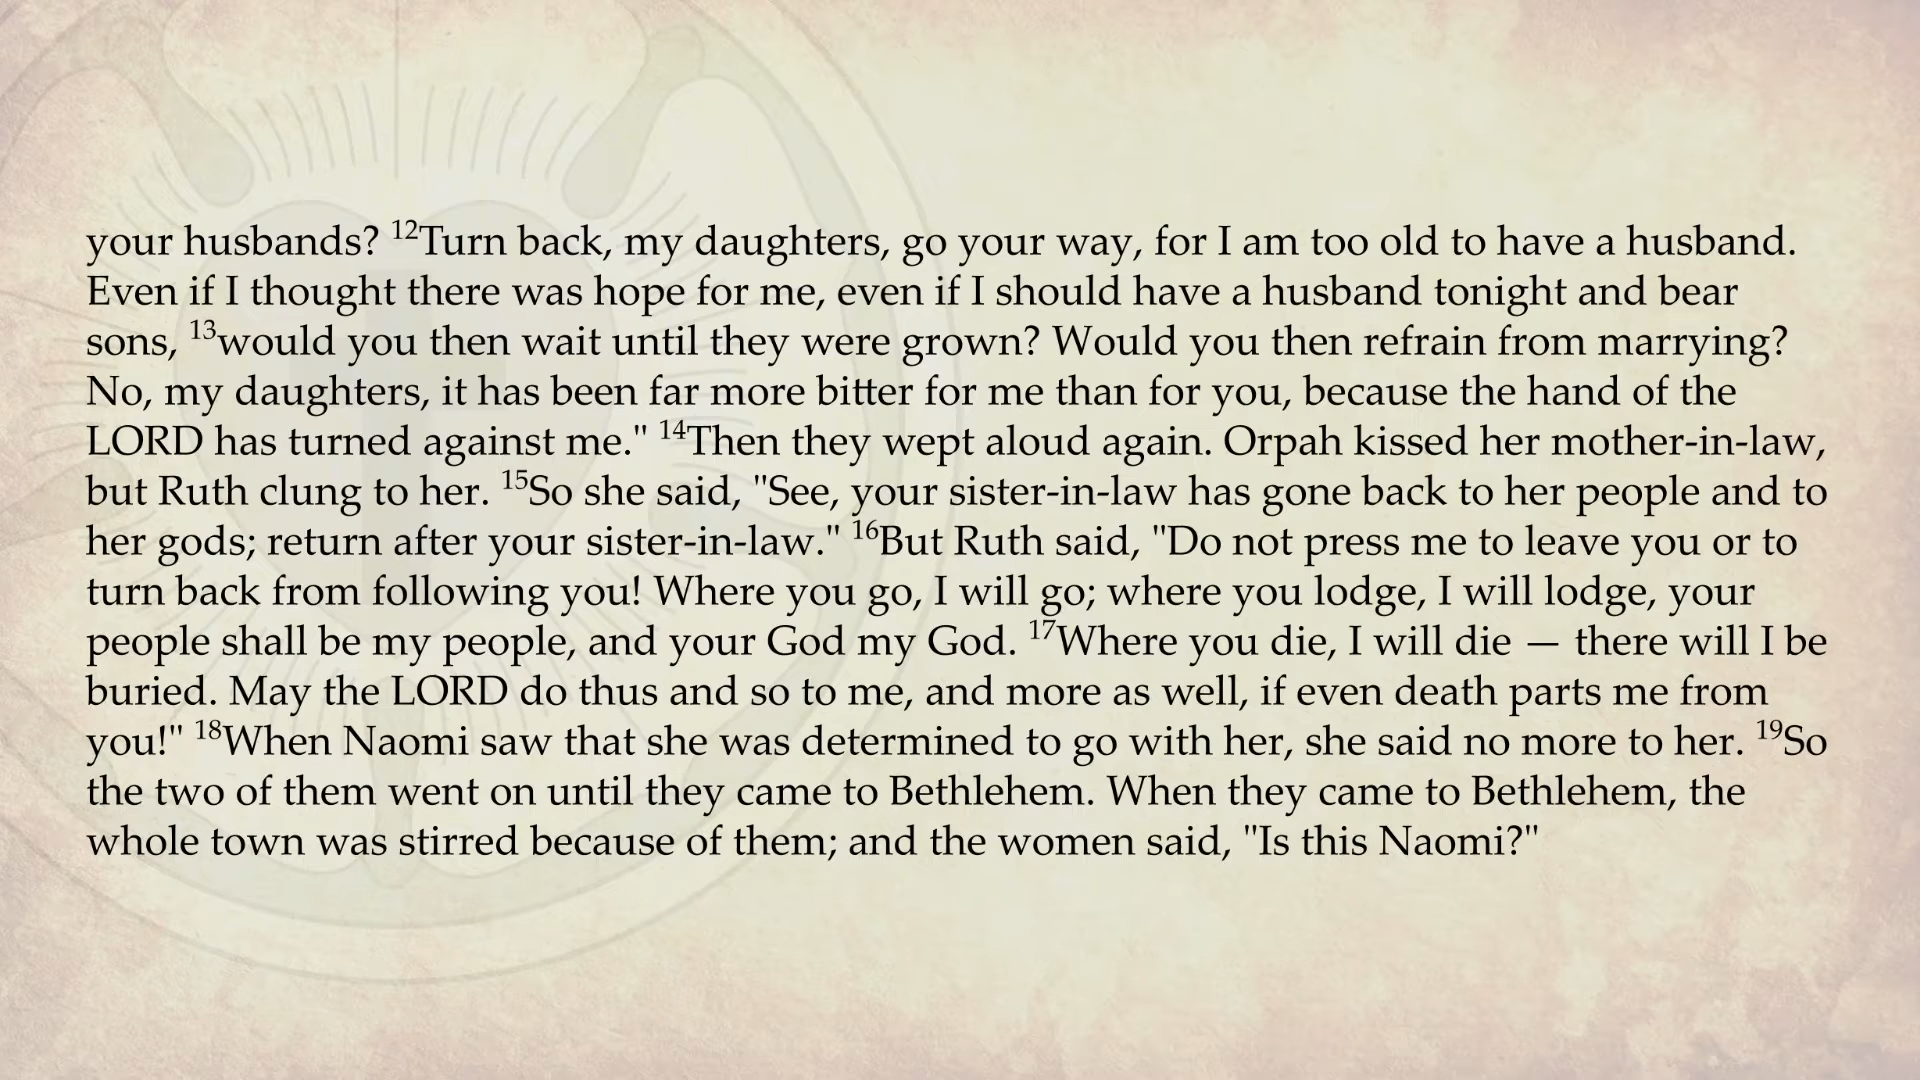 your husbands? ¹²Turn back, my daughters, go your way, for I am too old to have a husband.
Even if I thought there was hope for me, even if I should have a husband tonight and bear
sons, ¹³would you then wait until they were grown? Would you then refrain from marrying?
No, my daughters, it has been far more bitter for me than for you, because the hand of the
LORD has turned against me." ¹⁴Then they wept aloud again. Orpah kissed her mother-in-law,
but Ruth clung to her. ¹⁵So she said, "See, your sister-in-law has gone back to her people and to
her gods; return after your sister-in-law." ¹⁶But Ruth said, "Do not press me to leave you or to
turn back from following you! Where you go, I will go; where you lodge, I will lodge, your
people shall be my people, and your God my God. ¹⁷Where you die, I will die — there will I be
buried. May the LORD do thus and so to me, and more as well, if even death parts me from
you!" ¹⁸When Naomi saw that she was determined to go with her, she said no more to her. ¹⁹So
the two of them went on until they came to Bethlehem. When they came to Bethlehem, the
whole town was stirred because of them; and the women said, "Is this Naomi?"